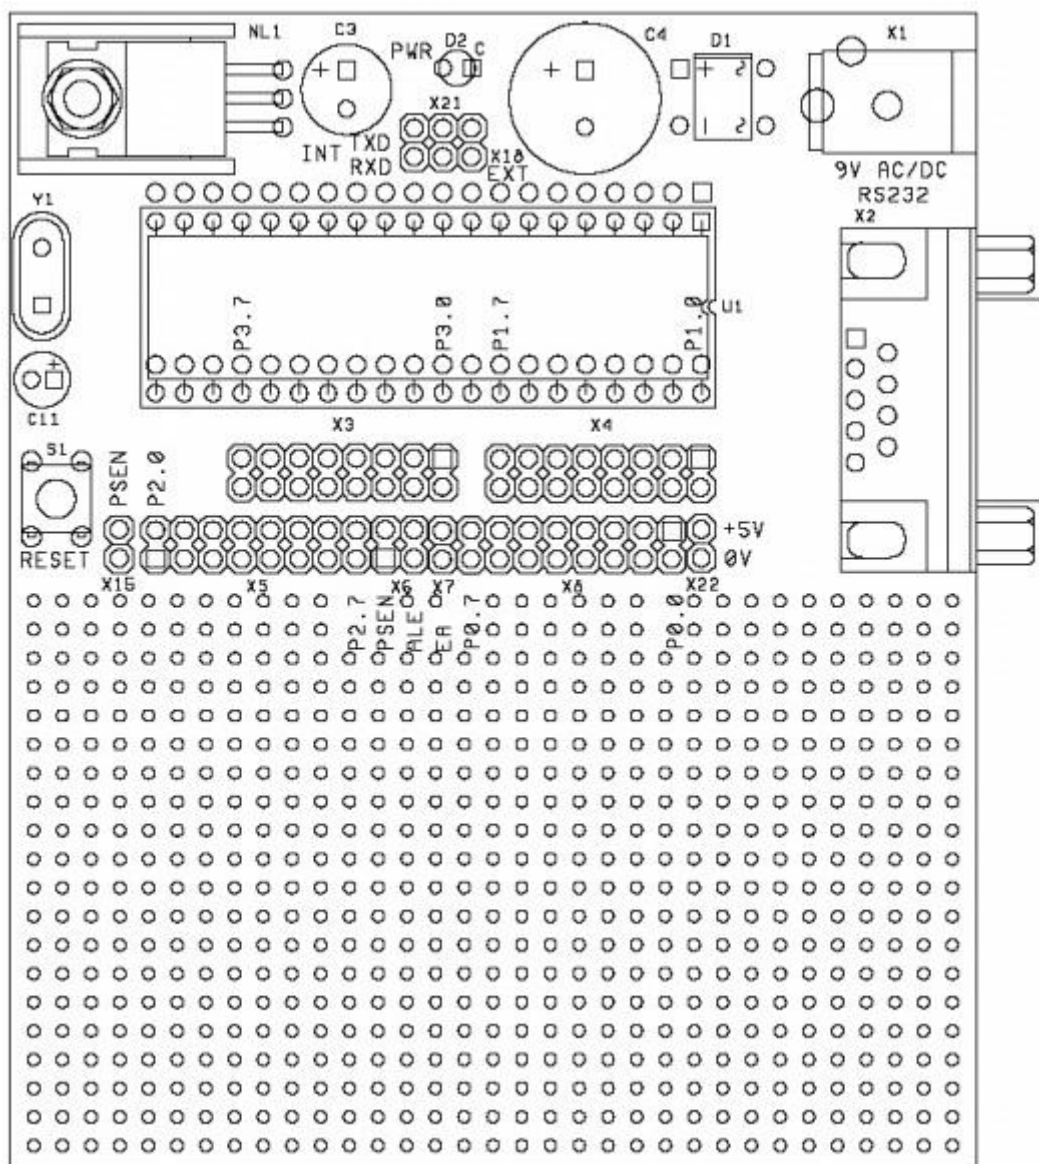 NL1
C3
PWR
D2
C
C4
D1
X1
X21
INT
TXD
RXD
X18
EXT
9V AC/DC
RS232
X2
Y1
P3.7
P3.0
P1.7
P1.0
U1
+
+
+
+
-
~
~
C11
X3
X4
S1
PSEN
P2.0
RESET
+5V
0V
X15
X5
X6
X7
X8
X22
P2.7
PSEN
ALE
EA
P0.7
P0.0